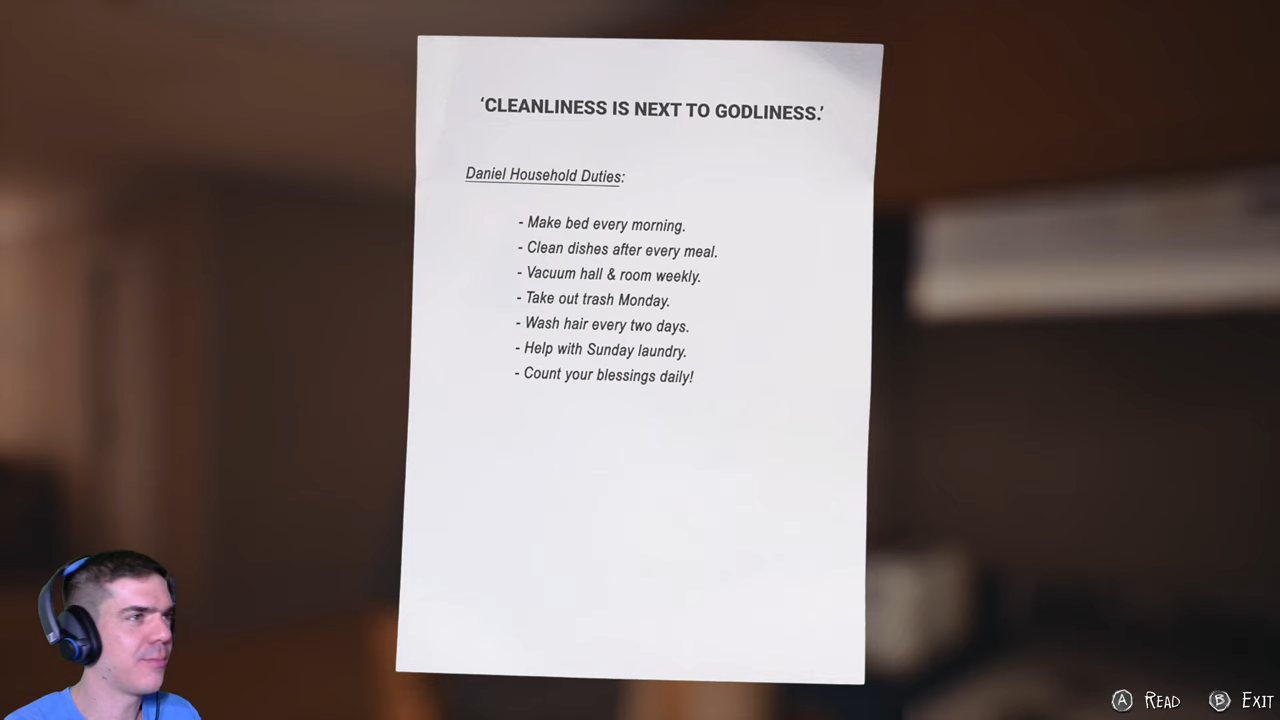 'CLEANLINESS IS NEXT TO GODLINESS.'
Daniel Household Duties:
- Make bed every morning.
- Clean dishes after every meal.
- Vacuum hall & room weekly.
- Take out trash Monday.
- Wash hair every two days.
- Help with Sunday laundry.
- Count your blessings daily!
A READ B EXIT